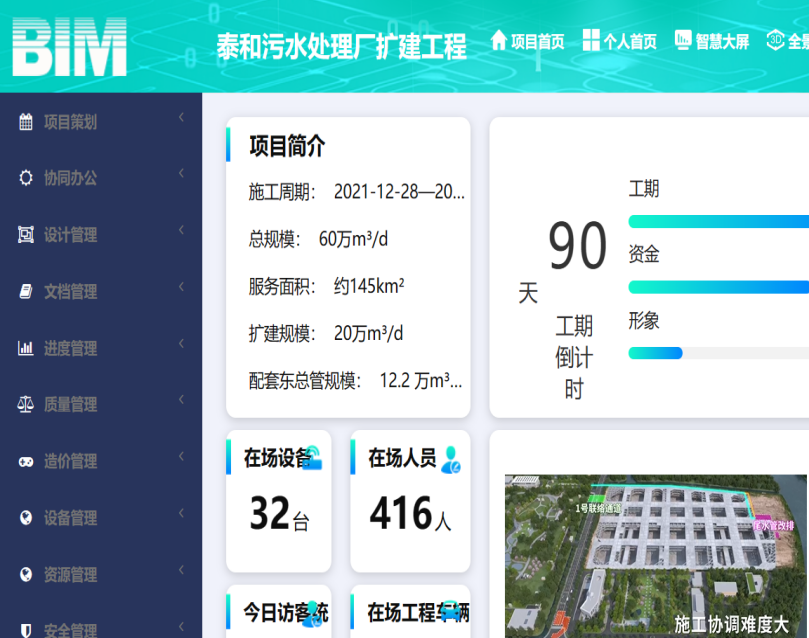 BIM
泰和污水处理厂扩建工程
项目首页
个人首页
智慧大屏
3D
全景
项目策划
协同办公
设计管理
文档管理
进度管理
质量管理
造价管理
设备管理
资源管理
安全管理
项目简介
施工周期： 2021-12-28—20...
总规模： 60万m³/d
服务面积： 约145km²
扩建规模： 20万m³/d
配套东总管规模： 12.2 万m³...
90
天
工期
倒计
时
工期
资金
形象
在场设备
32台
在场人员
416人
今日访客统
在场工程车辆
1号联络通道
尾水管改排
施工协调难度大